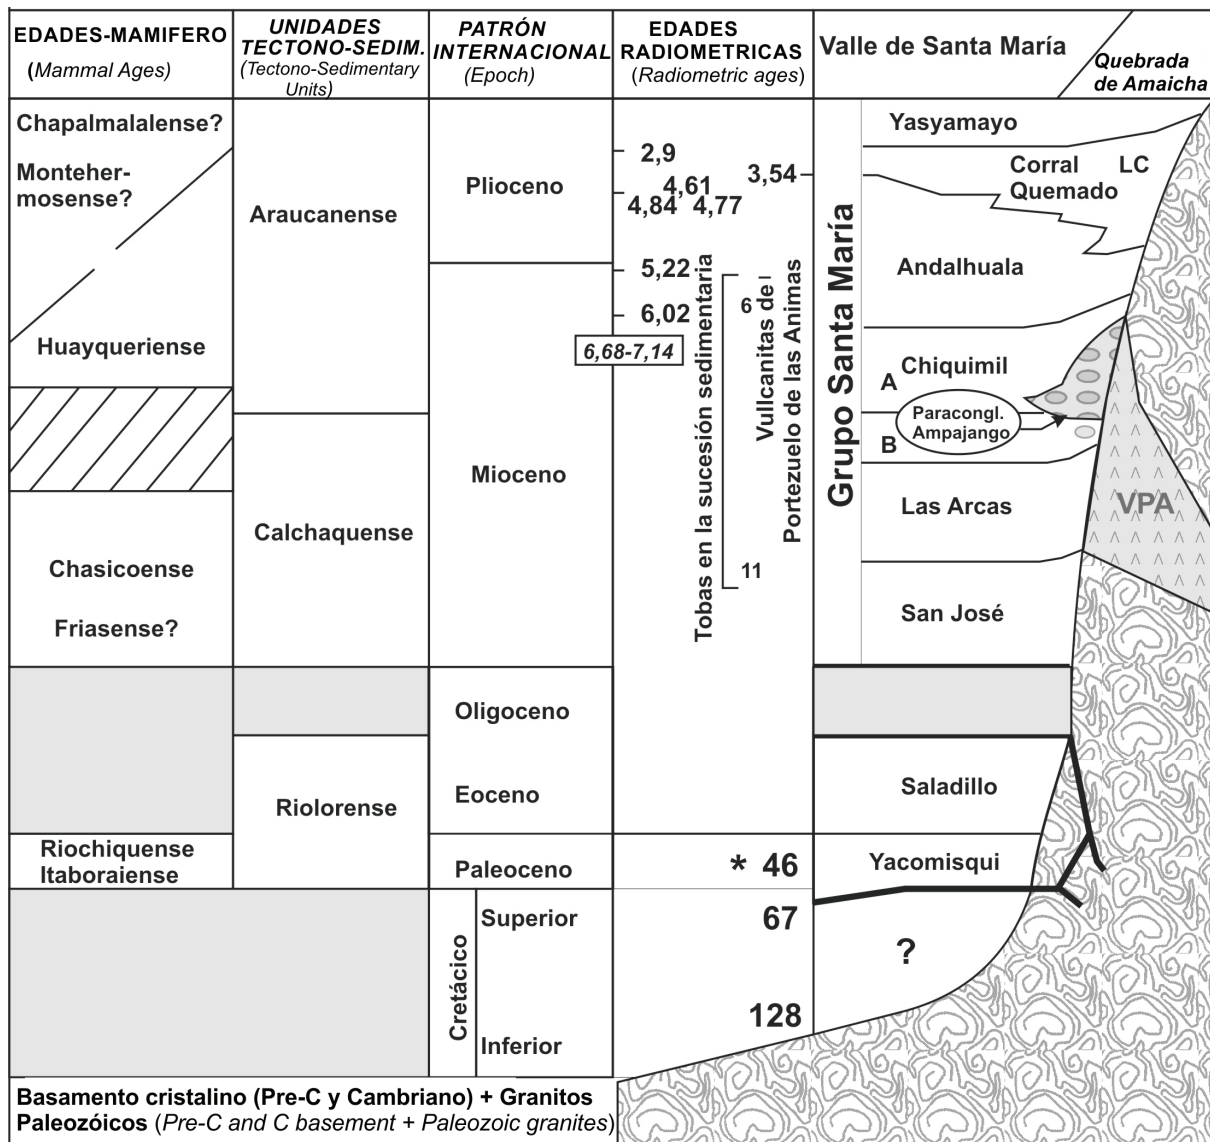 EDADES-MAMIFERO
(Mammal Ages)
UNIDADES
TECTONO-SEDIM.
(Tectono-Sedimentary
Units)
PATRÓN
INTERNACIONAL
(Epoch)
EDADES
RADIOMETRICAS
(Radiometric ages)
Valle de Santa María
Quebrada
de Amaicha
Chapalmalalense?
Monteher-
mosense?
Huayqueriense
Chasicoense
Friasense?
Riochiquense
Itaboraiense
Araucanense
Calchaquense
Riolorense
Plioceno
Mioceno
Oligoceno
Eoceno
Paleoceno
Cretácico
Superior
Inferior
2,9
3,54
4,61
4,84 4,77
5,22
6,02
6,68-7,14
Tobas en la sucesión sedimentaria
6
11
Vullcanitas de l
Portezuelo de las Animas
* 46
67
128
Grupo Santa María
Yasyamayo
Corral
Quemado
LC
Andalhuala
Chiquimil
A
Paracongl.
Ampajango
B
Las Arcas
VPA
San José
Saladillo
Yacomisqui
?
Basamento cristalino (Pre-C y Cambriano) + Granitos
Paleozóicos (Pre-C and C basement + Paleozoic granites)